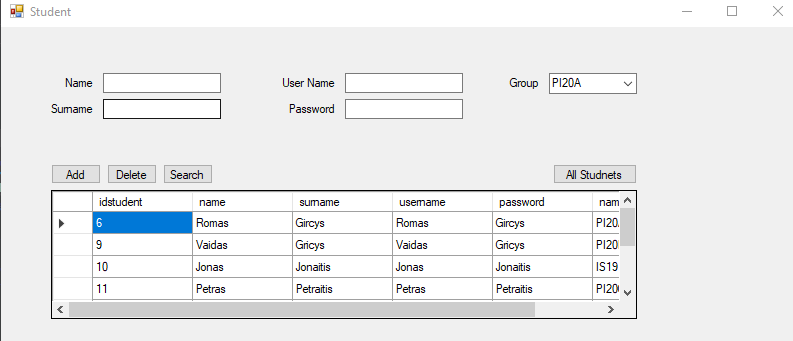 Student
Name User Name Group PI20A
Surname Password
Add Delete Search All Studnets
idstudent name surname username password nam
6 Romas Gircys Romas Gircys PI20
9 Vaidas Gricys Vaidas Gricys PI20
10 Jonas Jonaitis Jonas Jonaitis IS19
11 Petras Petraitis Petras Petraitis PI20